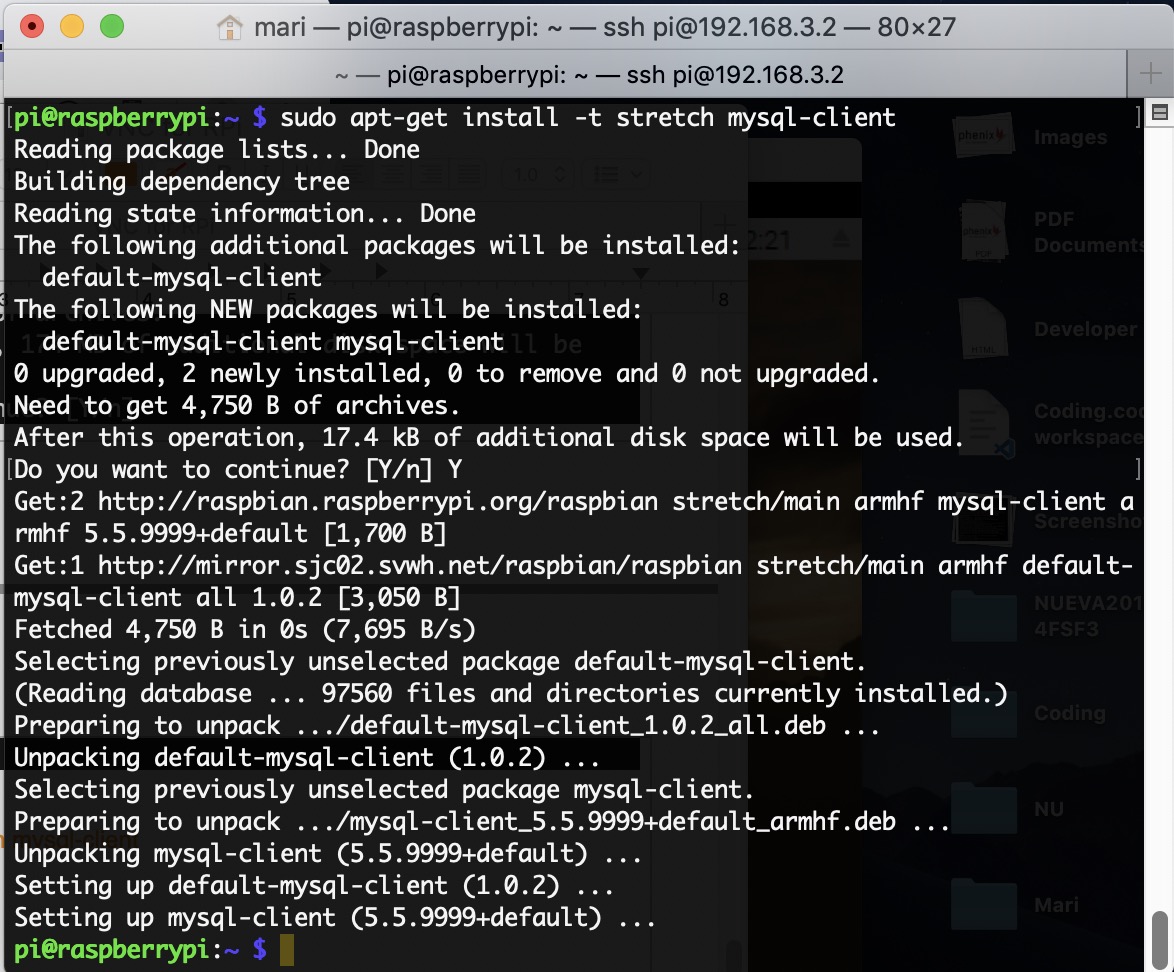 mari — pi@raspberrypi: ~ — ssh pi@192.168.3.2 — 80×27
~ — pi@raspberrypi: ~ — ssh pi@192.168.3.2
pi@raspberrypi:~ $ sudo apt-get install -t stretch mysql-client
Reading package lists... Done
Building dependency tree
Reading state information... Done
The following additional packages will be installed:
default-mysql-client
The following NEW packages will be installed:
default-mysql-client mysql-client
0 upgraded, 2 newly installed, 0 to remove and 0 not upgraded.
Need to get 4,750 B of archives.
After this operation, 17.4 kB of additional disk space will be used.
Do you want to continue? [Y/n] Y
Get:2 http://raspbian.raspberrypi.org/raspbian stretch/main armhf mysql-client a
rmhf 5.5.9999+default [1,700 B]
Get:1 http://mirror.sjc02.svwh.net/raspbian/raspbian stretch/main armhf default-
mysql-client all 1.0.2 [3,050 B]
Fetched 4,750 B in 0s (7,695 B/s)
Selecting previously unselected package default-mysql-client.
(Reading database ... 97560 files and directories currently installed.)
Preparing to unpack .../default-mysql-client_1.0.2_all.deb ...
Unpacking default-mysql-client (1.0.2) ...
Selecting previously unselected package mysql-client.
Preparing to unpack .../mysql-client_5.5.9999+default_armhf.deb ...
Unpacking mysql-client (5.5.9999+default) ...
Setting up default-mysql-client (1.0.2) ...
Setting up mysql-client (5.5.9999+default) ...
pi@raspberrypi:~ $
Images
PDF
Documents
Developer
Coding.co
workspace
Screensho
NUEVA201
4FSF3
Coding
NU
Mari